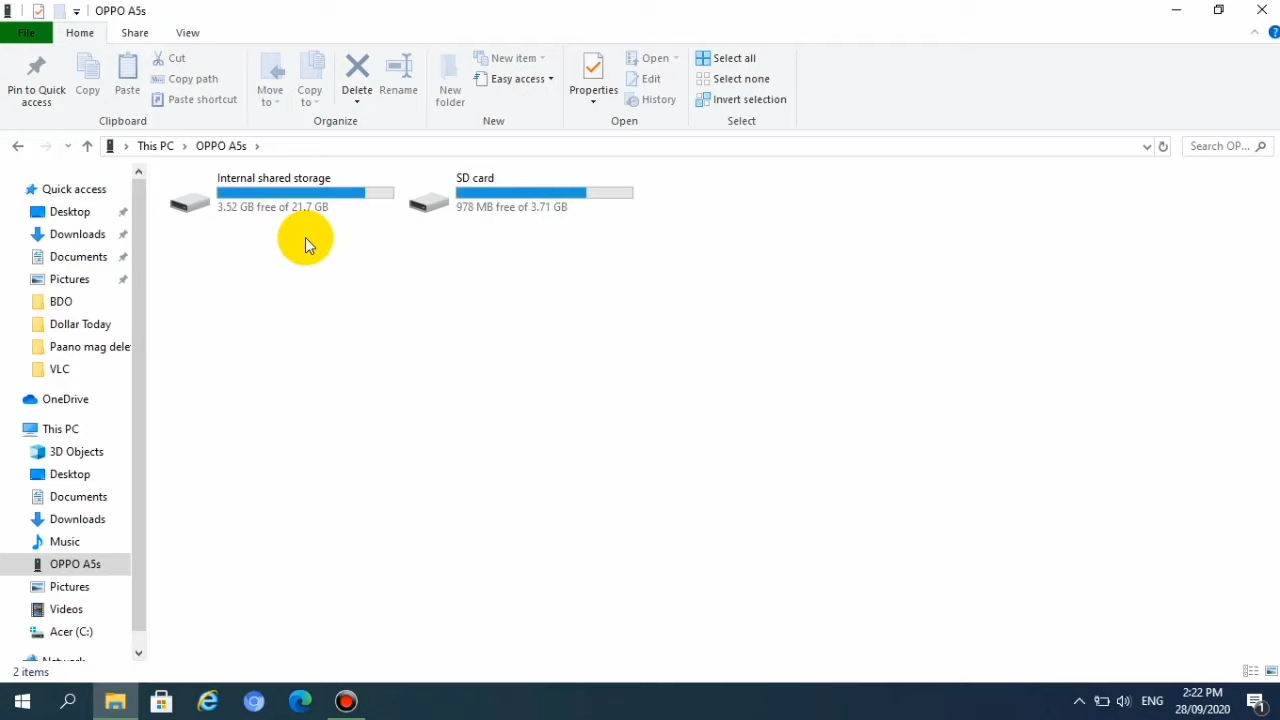 OPPO A5s
File Home Share View
Pin to Quick access
Copy
Paste
Cut
Copy path
Paste shortcut
Clipboard
Move to
Copy to
Delete
Rename
Organize
New folder
New item
Easy access
New
Properties
Open
Edit
History
Open
Select all
Select none
Invert selection
Select
This PC OPPO A5s
Search OP...
Quick access
Desktop
Downloads
Documents
Pictures
BDO
Dollar Today
Paano mag dele
VLC
OneDrive
This PC
3D Objects
Desktop
Documents
Downloads
Music
OPPO A5s
Pictures
Videos
Acer (C:)
Network
Internal shared storage
3.52 GB free of 21.7 GB
SD card
978 MB free of 3.71 GB
2 items
ENG
2:22 PM
28/09/2020
1